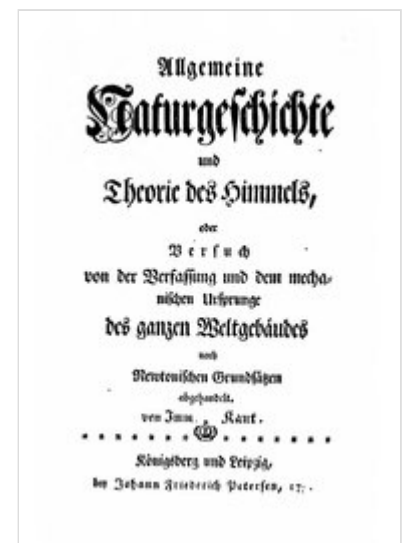 Allgemeine
Naturgeſchichte
und
Theorie des Himmels,
oder
Verſuch
von der Verfaſſung und dem mecha-
niſchen Urſprunge
des ganzen Weltgebäudes
nach
Newtoniſchen Grundſätzen
abgehandelt.
von Imm. Kant.
Königsberg und Leipzig,
bey Johann Friederich Peterſen,